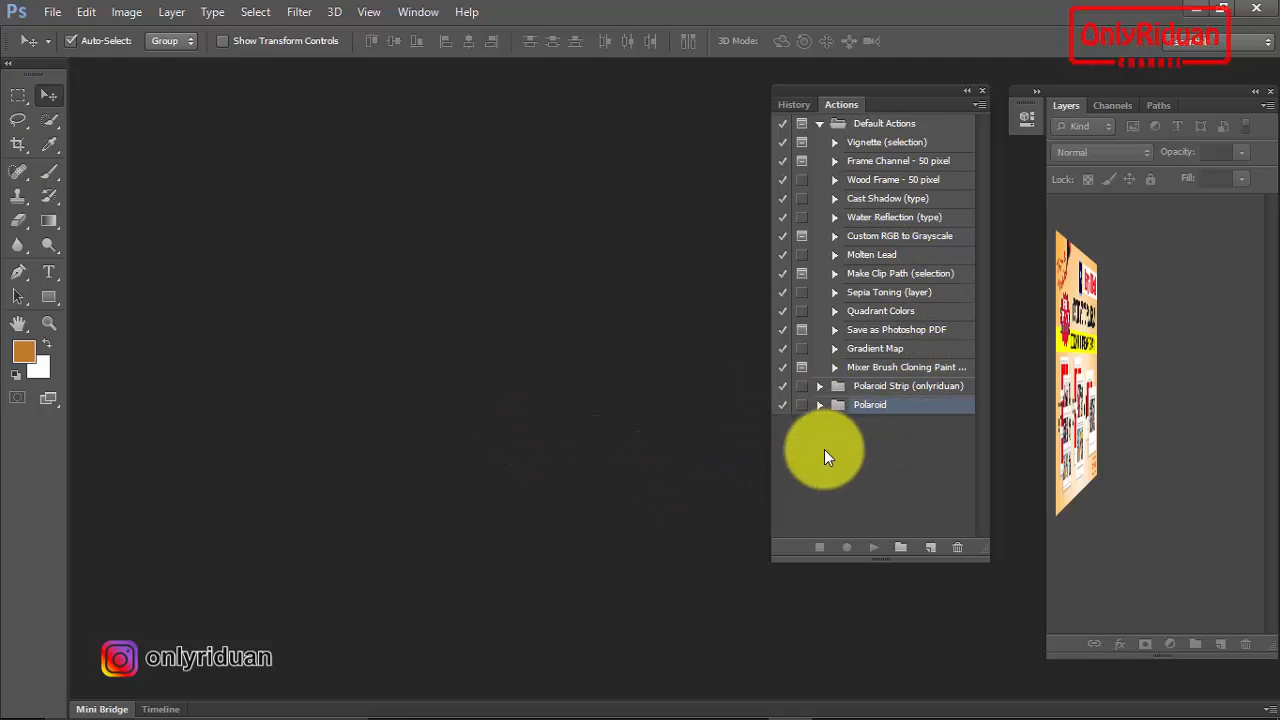 Ps File Edit Image Layer Type Select Filter 3D View Window Help
OnlyRiduan
CHANNEL
Auto-Select: Group Show Transform Controls 3D Mode:
History Actions
Default Actions
Vignette (selection)
Frame Channel - 50 pixel
Wood Frame - 50 pixel
Cast Shadow (type)
Water Reflection (type)
Custom RGB to Grayscale
Molten Lead
Make Clip Path (selection)
Sepia Toning (layer)
Quadrant Colors
Save as Photoshop PDF
Gradient Map
Mixer Brush Cloning Paint ...
Polaroid Strip (onlyriduan)
Polaroid
Layers Channels Paths
Kind
Normal Opacity:
Lock: Fill:
onlyriduan
Mini Bridge Timeline